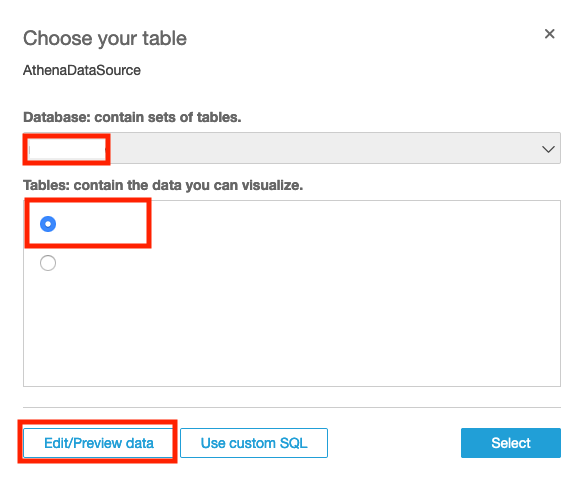 Choose your table
AthenaDataSource
Database: contain sets of tables.
Tables: contain the data you can visualize.
Edit/Preview data
Use custom SQL
Select